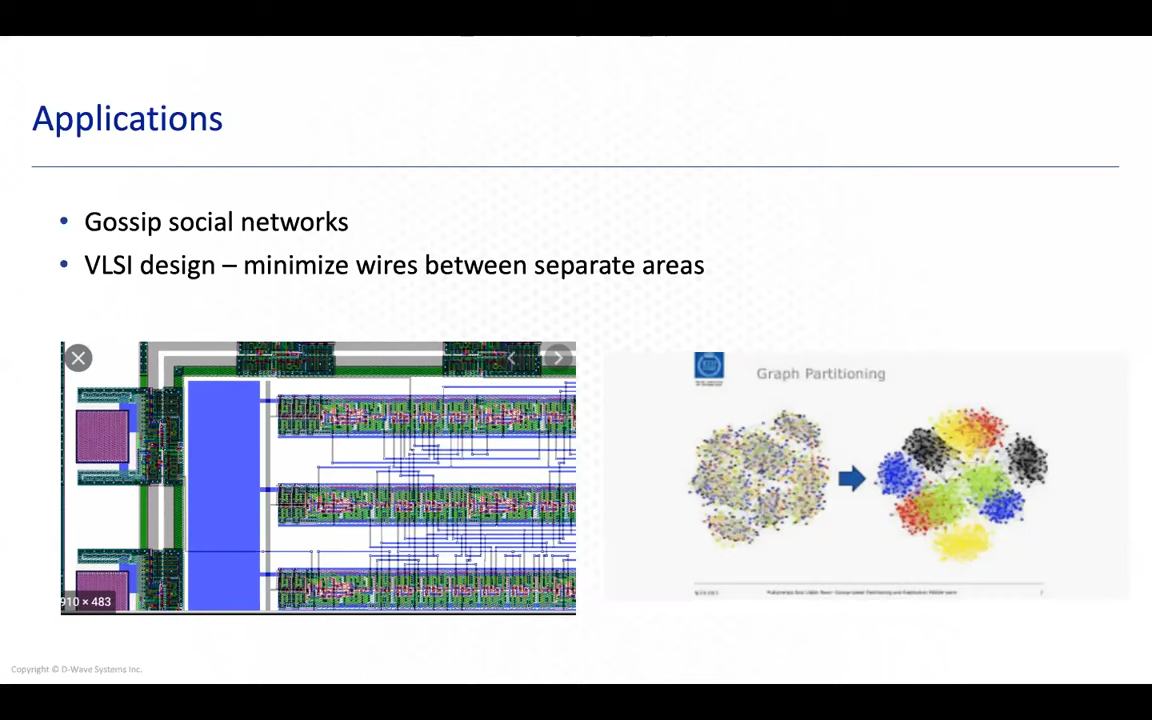 Applications
• Gossip social networks
• VLSI design – minimize wires between separate areas
910 × 483
Graph Partitioning
Copyright © D-Wave Systems Inc.